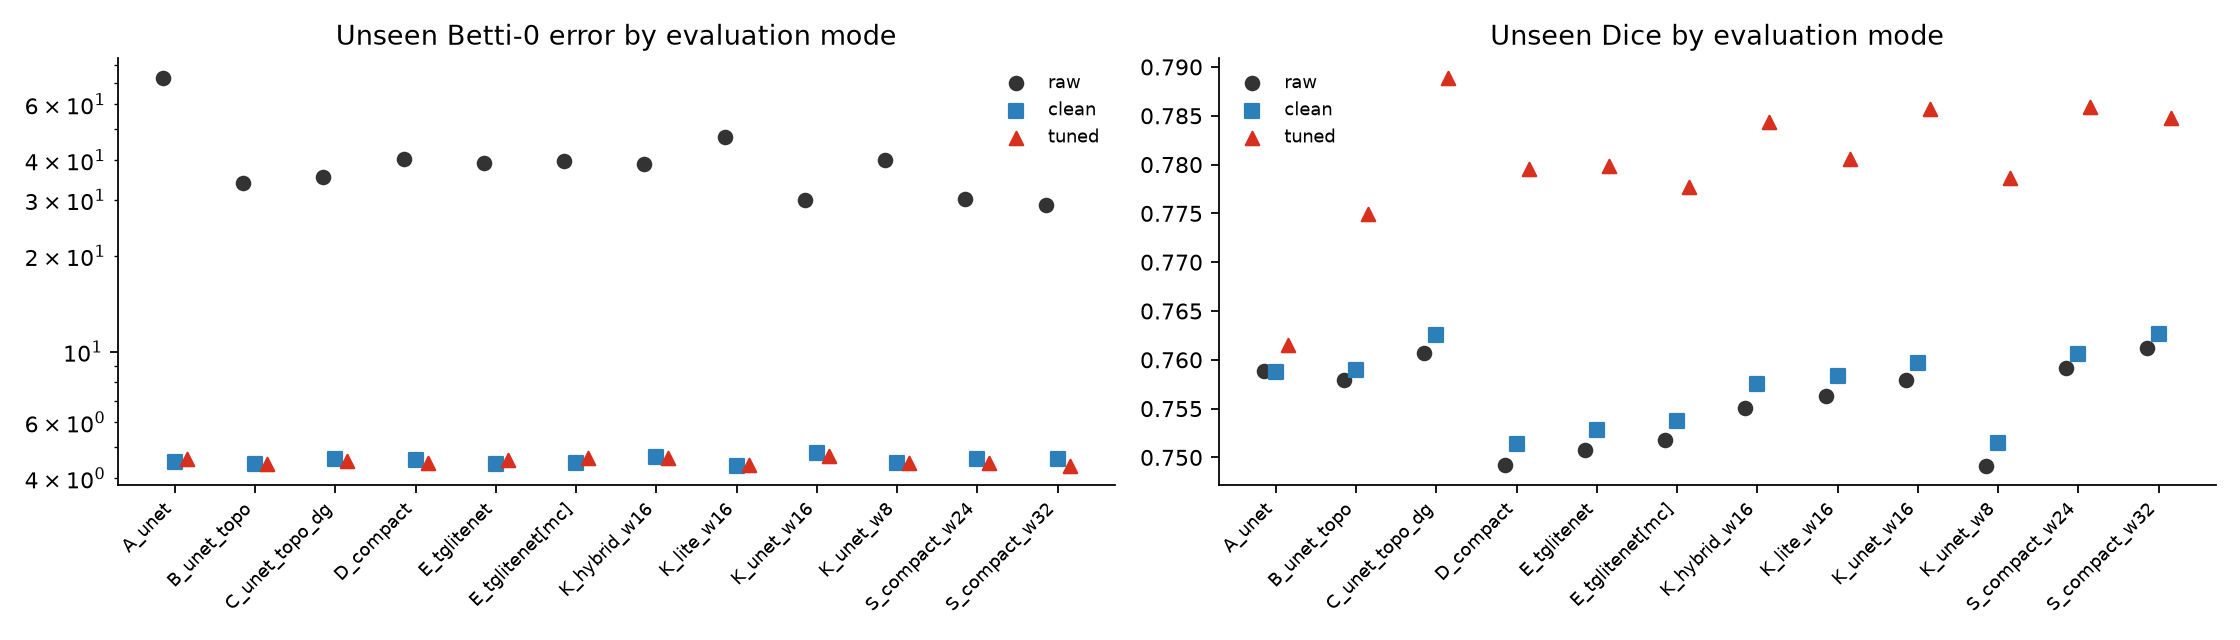 Unseen Betti-0 error by evaluation mode
6 × 10¹
4 × 10¹
3 × 10¹
2 × 10¹
10¹
6 × 10⁰
4 × 10⁰
raw
clean
tuned
A_unet
B_unet_topo
C_unet_topo_dg
D_compact
E_tglitenet
E_tglitenet[mc]
K_hybrid_w16
K_lite_w16
K_unet_w16
K_unet_w8
S_compact_w24
S_compact_w32
Unseen Dice by evaluation mode
0.790
0.785
0.780
0.775
0.770
0.765
0.760
0.755
0.750
raw
clean
tuned
A_unet
B_unet_topo
C_unet_topo_dg
D_compact
E_tglitenet
E_tglitenet[mc]
K_hybrid_w16
K_lite_w16
K_unet_w16
K_unet_w8
S_compact_w24
S_compact_w32